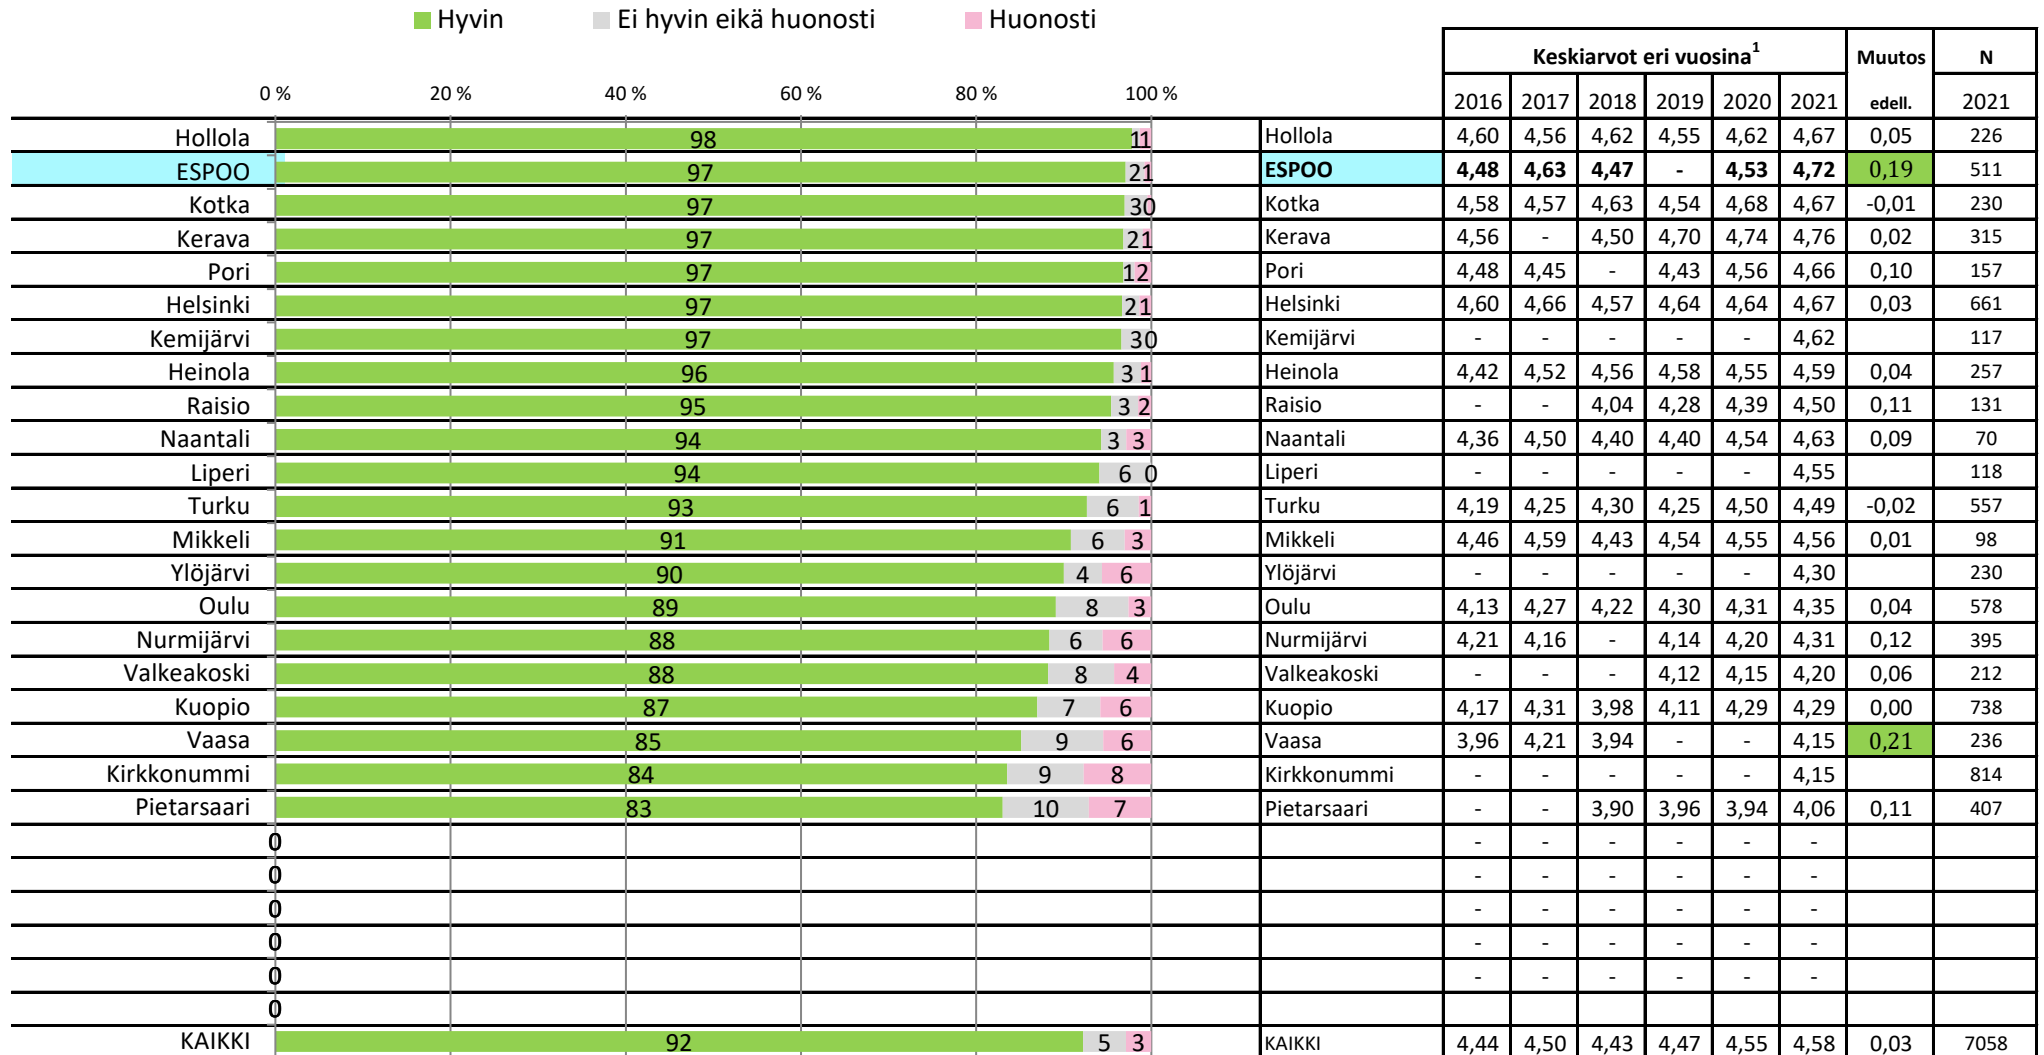 Hyvin Ei hyvin eikä huonosti Huonosti
Keskiarvot eri vuosina¹ Muutos N
0 % 20 % 40 % 60 % 80 % 100 % 2016 2017 2018 2019 2020 2021 edell. 2021
Hollola 98 1 1 Hollola 4,60 4,56 4,62 4,55 4,62 4,67 0,05 226
ESPOO 97 2 1 ESPOO 4,48 4,63 4,47 - 4,53 4,72 0,19 511
Kotka 97 3 0 Kotka 4,58 4,57 4,63 4,54 4,68 4,67 -0,01 230
Kerava 97 2 1 Kerava 4,56 - 4,50 4,70 4,74 4,76 0,02 315
Pori 97 1 2 Pori 4,48 4,45 - 4,43 4,56 4,66 0,10 157
Helsinki 97 2 1 Helsinki 4,60 4,66 4,57 4,64 4,64 4,67 0,03 661
Kemijärvi 97 3 0 Kemijärvi - - - - - 4,62 117
Heinola 96 3 1 Heinola 4,42 4,52 4,56 4,58 4,55 4,59 0,04 257
Raisio 95 3 2 Raisio - - 4,04 4,28 4,39 4,50 0,11 131
Naantali 94 3 3 Naantali 4,36 4,50 4,40 4,40 4,54 4,63 0,09 70
Liperi 94 6 0 Liperi - - - - - 4,55 118
Turku 93 6 1 Turku 4,19 4,25 4,30 4,25 4,50 4,49 -0,02 557
Mikkeli 91 6 3 Mikkeli 4,46 4,59 4,43 4,54 4,55 4,56 0,01 98
Ylöjärvi 90 4 6 Ylöjärvi - - - - - 4,30 230
Oulu 89 8 3 Oulu 4,13 4,27 4,22 4,30 4,31 4,35 0,04 578
Nurmijärvi 88 6 6 Nurmijärvi 4,21 4,16 - 4,14 4,20 4,31 0,12 395
Valkeakoski 88 8 4 Valkeakoski - - - 4,12 4,15 4,20 0,06 212
Kuopio 87 7 6 Kuopio 4,17 4,31 3,98 4,11 4,29 4,29 0,00 738
Vaasa 85 9 6 Vaasa 3,96 4,21 3,94 - - 4,15 0,21 236
Kirkkonummi 84 9 8 Kirkkonummi - - - - - 4,15 814
Pietarsaari 83 10 7 Pietarsaari - - 3,90 3,96 3,94 4,06 0,11 407
0 - - - - - -
0 - - - - - -
0 - - - - - -
0 - - - - - -
0 - - - - - -
0
KAIKKI 92 5 3 KAIKKI 4,44 4,50 4,43 4,47 4,55 4,58 0,03 7058